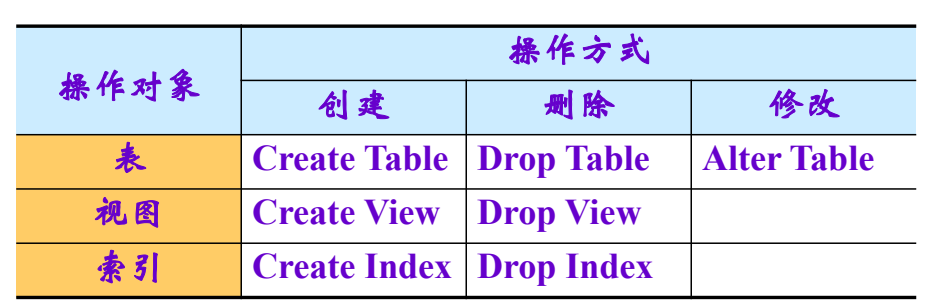 操作对象
操作方式
创建 删除 修改
表 Create Table Drop Table Alter Table
视图 Create View Drop View
索引 Create Index Drop Index